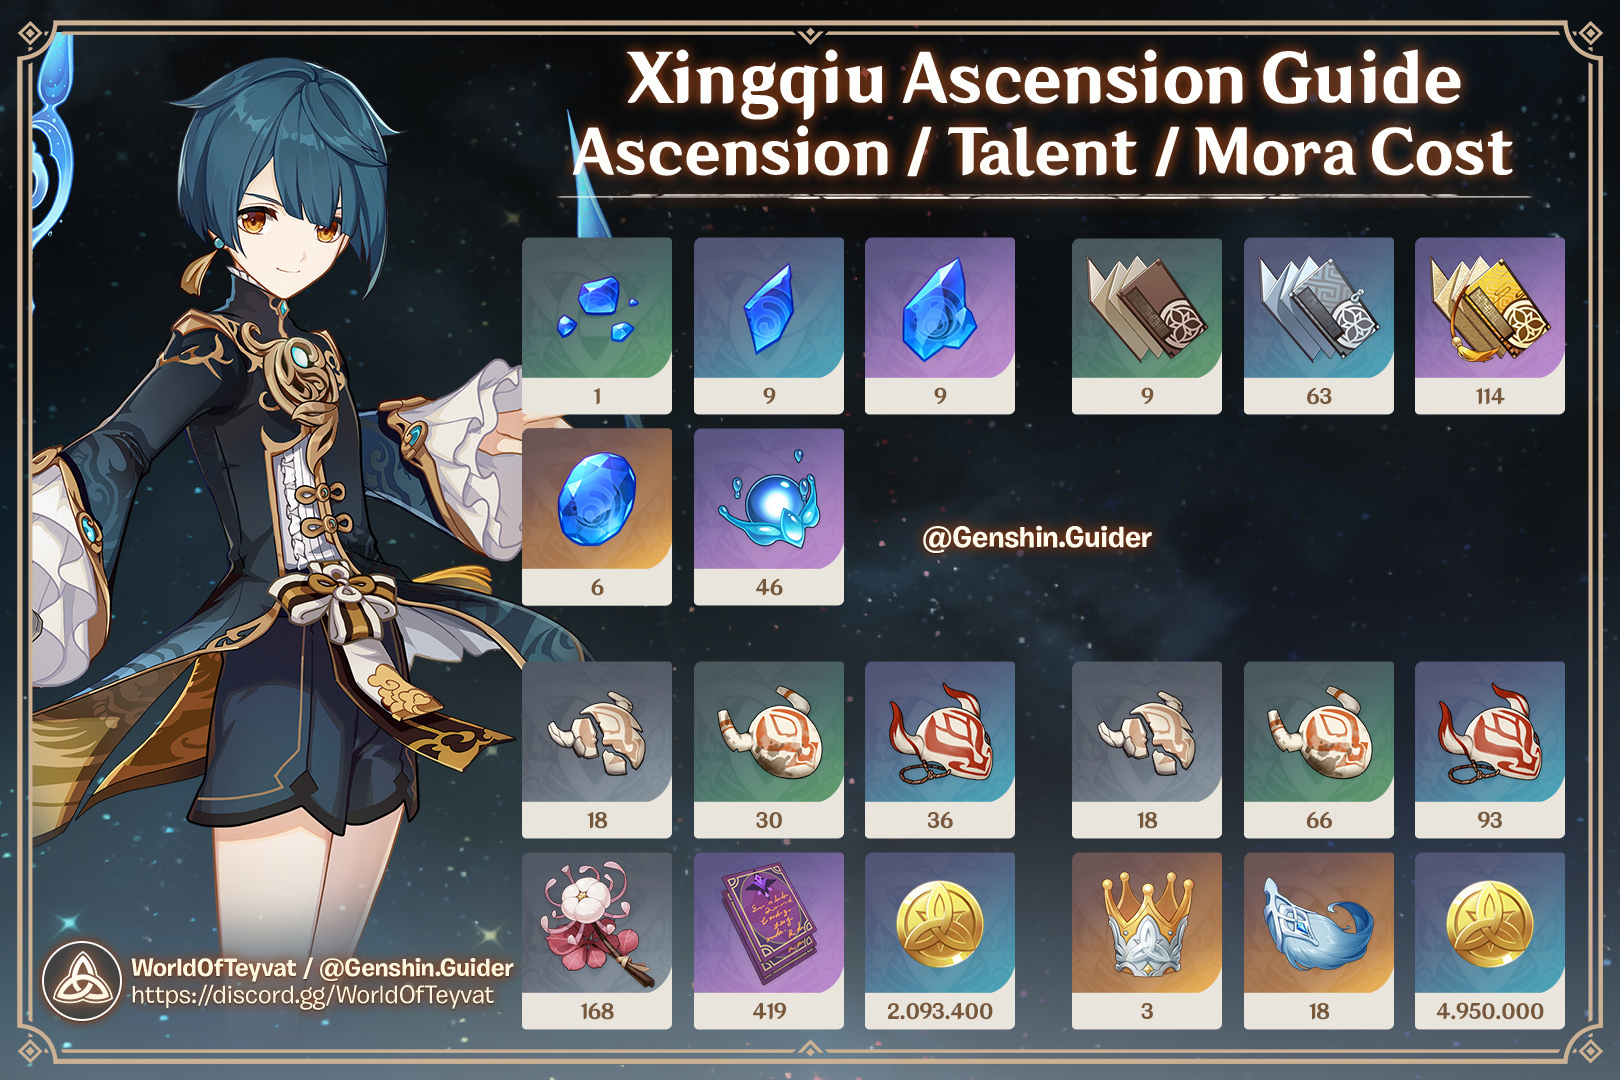 Xingqiu Ascension Guide
Ascension / Talent / Mora Cost
1 9 9 9 63 114
6 46
@Genshin.Guider
18 30 36 18 66 93
168 419 2.093.400 3 18 4.950.000
WorldOfTeyvat / @Genshin.Guider
https://discord.gg/WorldOfTeyvat